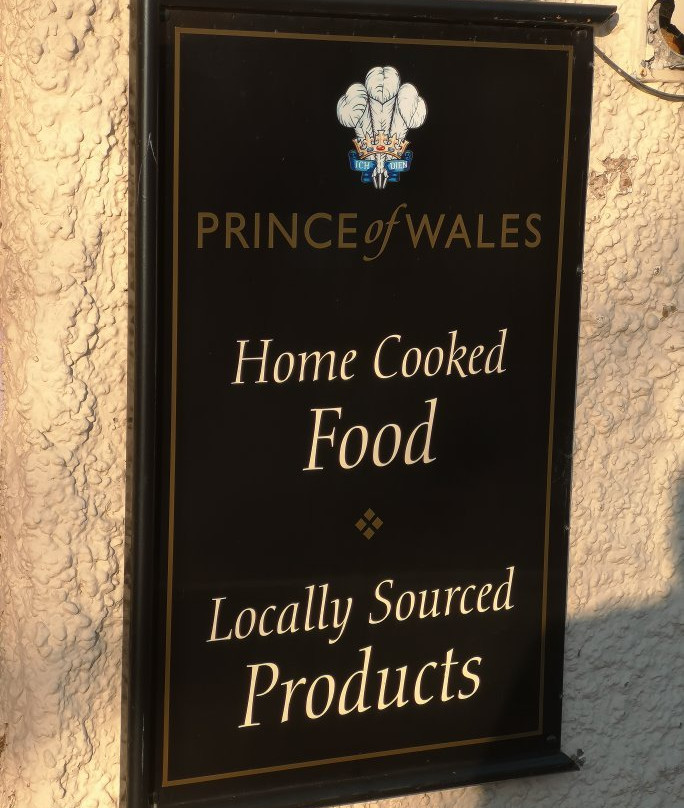 ICH DIEN
PRINCE of WALES
Home Cooked
Food
Locally Sourced
Products